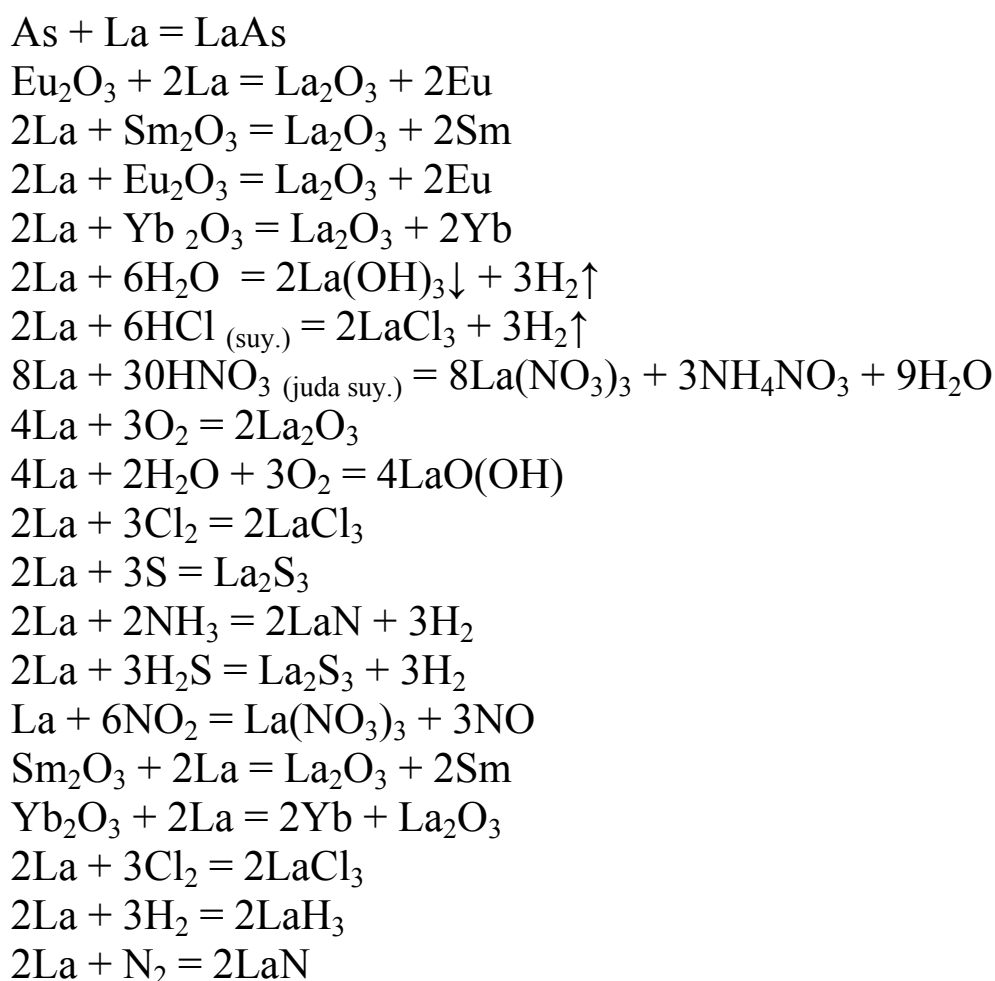 As + La = LaAs
Eu₂O₃ + 2La = La₂O₃ + 2Eu
2La + Sm₂O₃ = La₂O₃ + 2Sm
2La + Eu₂O₃ = La₂O₃ + 2Eu
2La + Yb ₂O₃ = La₂O₃ + 2Yb
2La + 6H₂O = 2La(OH)₃↓ + 3H₂↑
2La + 6HCl (suy.) = 2LaCl₃ + 3H₂↑
8La + 30HNO₃ (juda suy.) = 8La(NO₃)₃ + 3NH₄NO₃ + 9H₂O
4La + 3O₂ = 2La₂O₃
4La + 2H₂O + 3O₂ = 4LaO(OH)
2La + 3Cl₂ = 2LaCl₃
2La + 3S = La₂S₃
2La + 2NH₃ = 2LaN + 3H₂
2La + 3H₂S = La₂S₃ + 3H₂
La + 6NO₂ = La(NO₃)₃ + 3NO
Sm₂O₃ + 2La = La₂O₃ + 2Sm
Yb₂O₃ + 2La = 2Yb + La₂O₃
2La + 3Cl₂ = 2LaCl₃
2La + 3H₂ = 2LaH₃
2La + N₂ = 2LaN